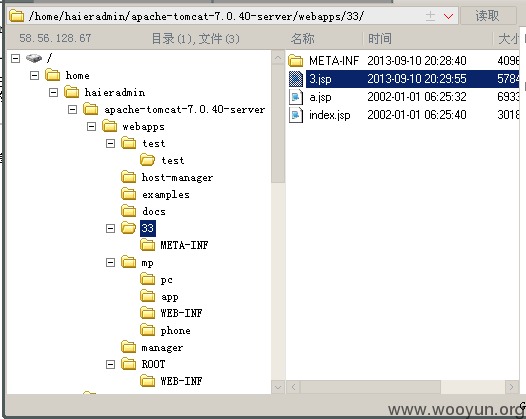 /home/haieradmin/apache-tomcat-7.0.40-server/webapps/33/ 读取
58.56.128.67 目录(1),文件(3) 名称 时间 大小
/
home
haieradmin
apache-tomcat-7.0.40-server
webapps
test
test
host-manager
examples
docs
33
META-INF
mp
pc
app
WEB-INF
phone
manager
ROOT
WEB-INF
META-INF 2013-09-10 20:28:40 4096
3.jsp 2013-09-10 20:29:55 5784
a.jsp 2002-01-01 06:25:32 6933
index.jsp 2002-01-01 06:25:40 3018
www.wooyun.org